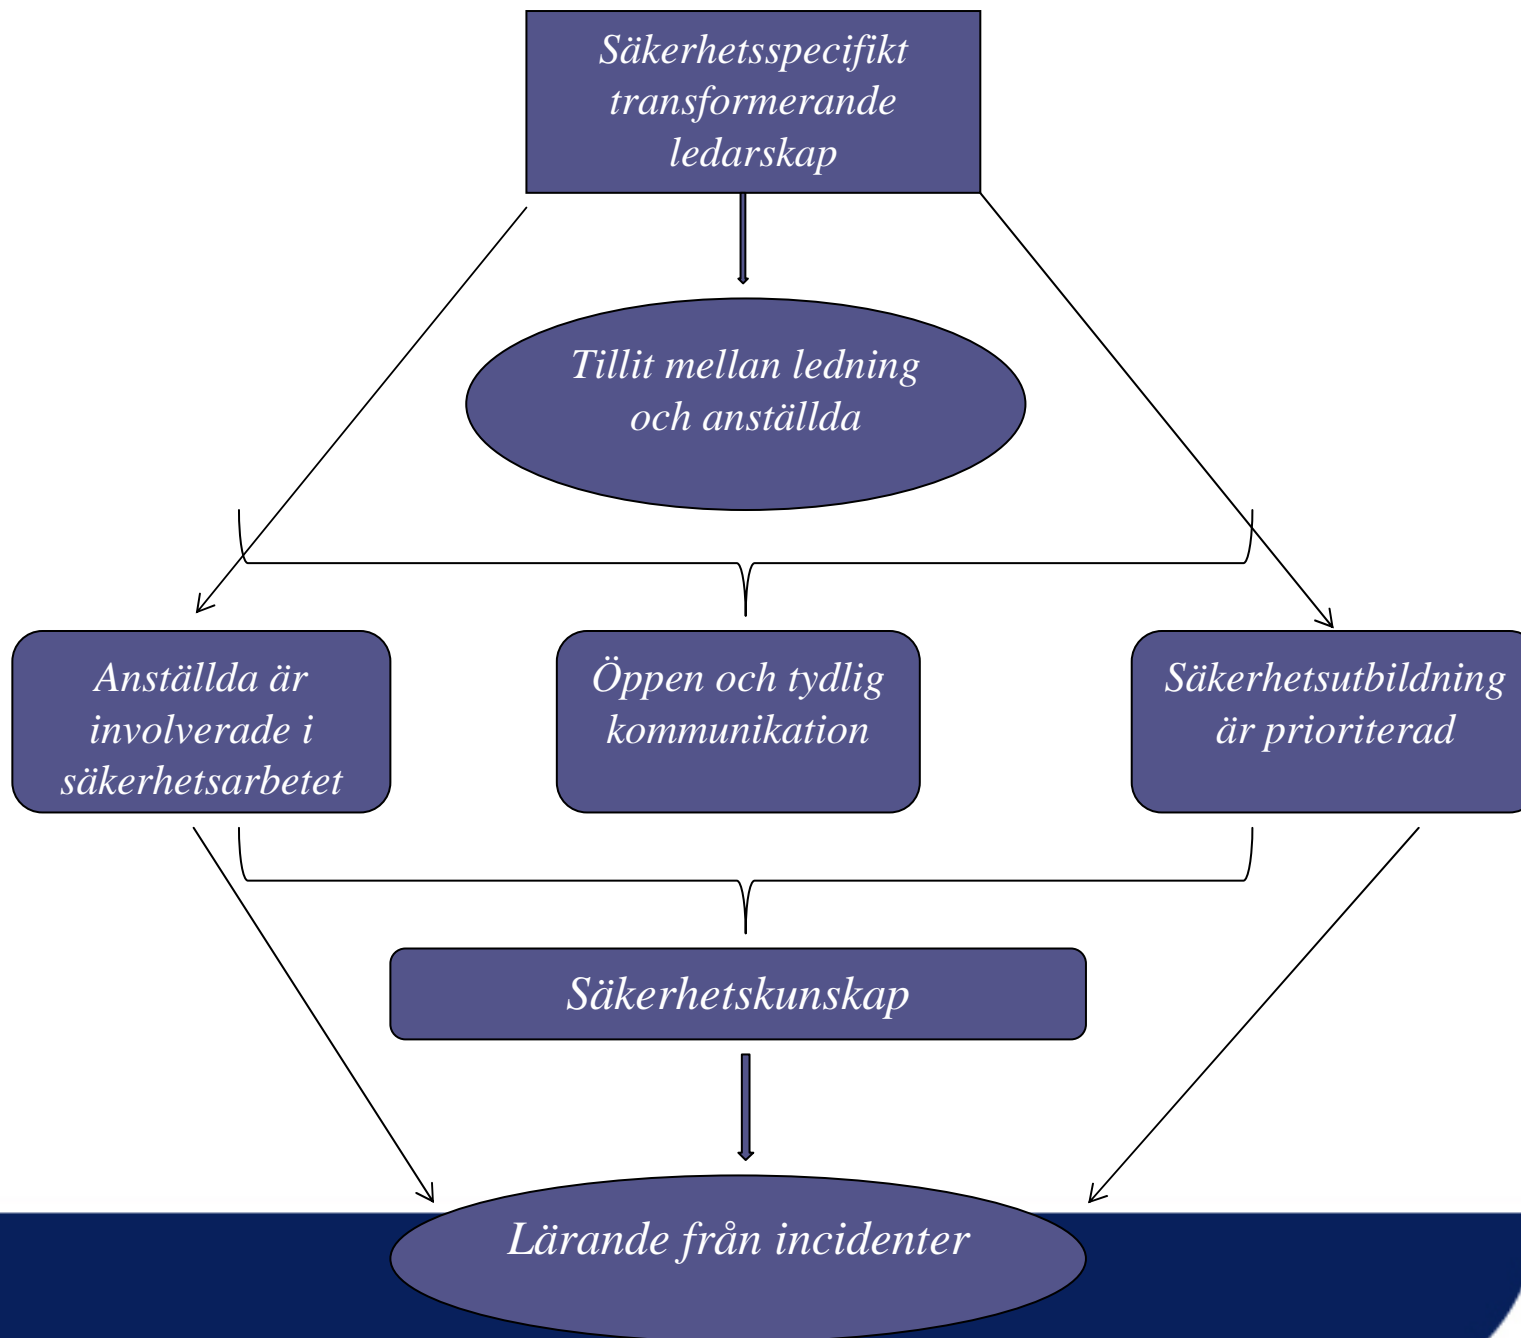 Säkerhetsspecifikt
transformerande
ledarskap
Tillit mellan ledning
och anställda
Anställda är
involverade i
säkerhetsarbetet
Öppen och tydlig
kommunikation
Säkerhetsutbildning
är prioriterad
Säkerhetskunskap
Lärande från incidenter